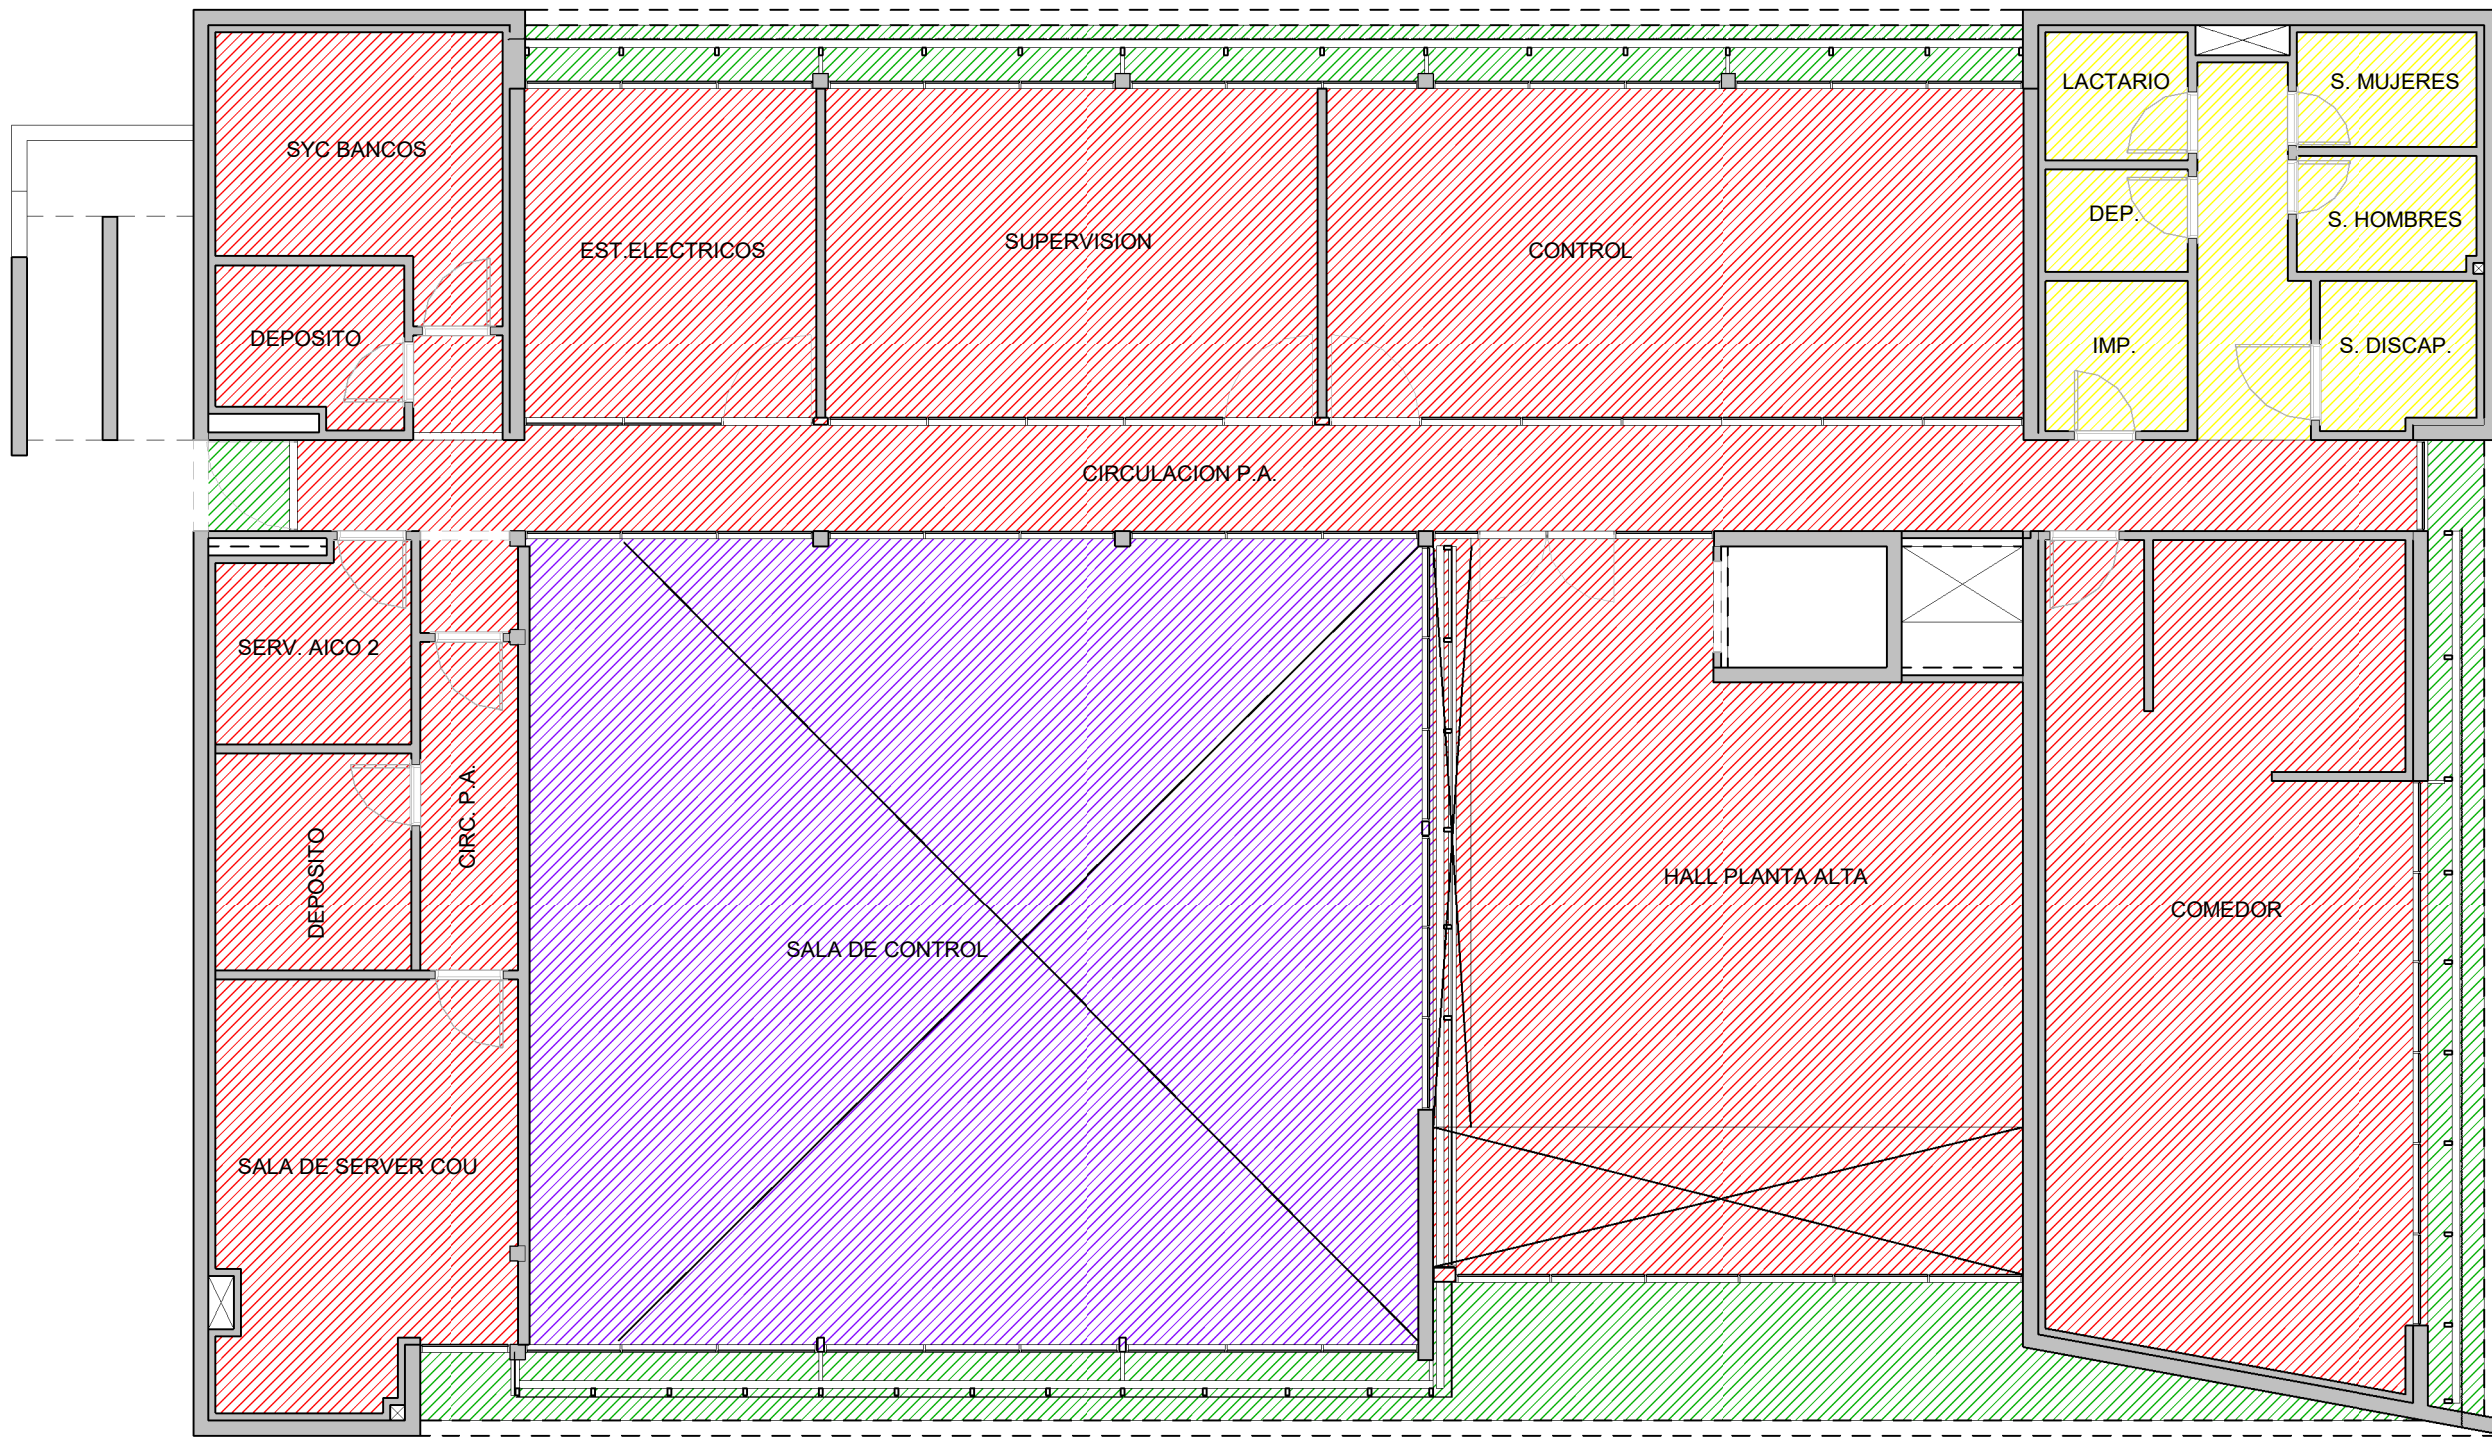 LACTARIO
S. MUJERES
SYC BANCOS
DEP.
S. HOMBRES
EST.ELECTRICOS
SUPERVISION
CONTROL
DEPOSITO
IMP.
S. DISCAP.
CIRCULACION P.A.
SERV. AICO 2
CIRC. P.A.
DEPOSITO
HALL PLANTA ALTA
COMEDOR
SALA DE CONTROL
SALA DE SERVER COU